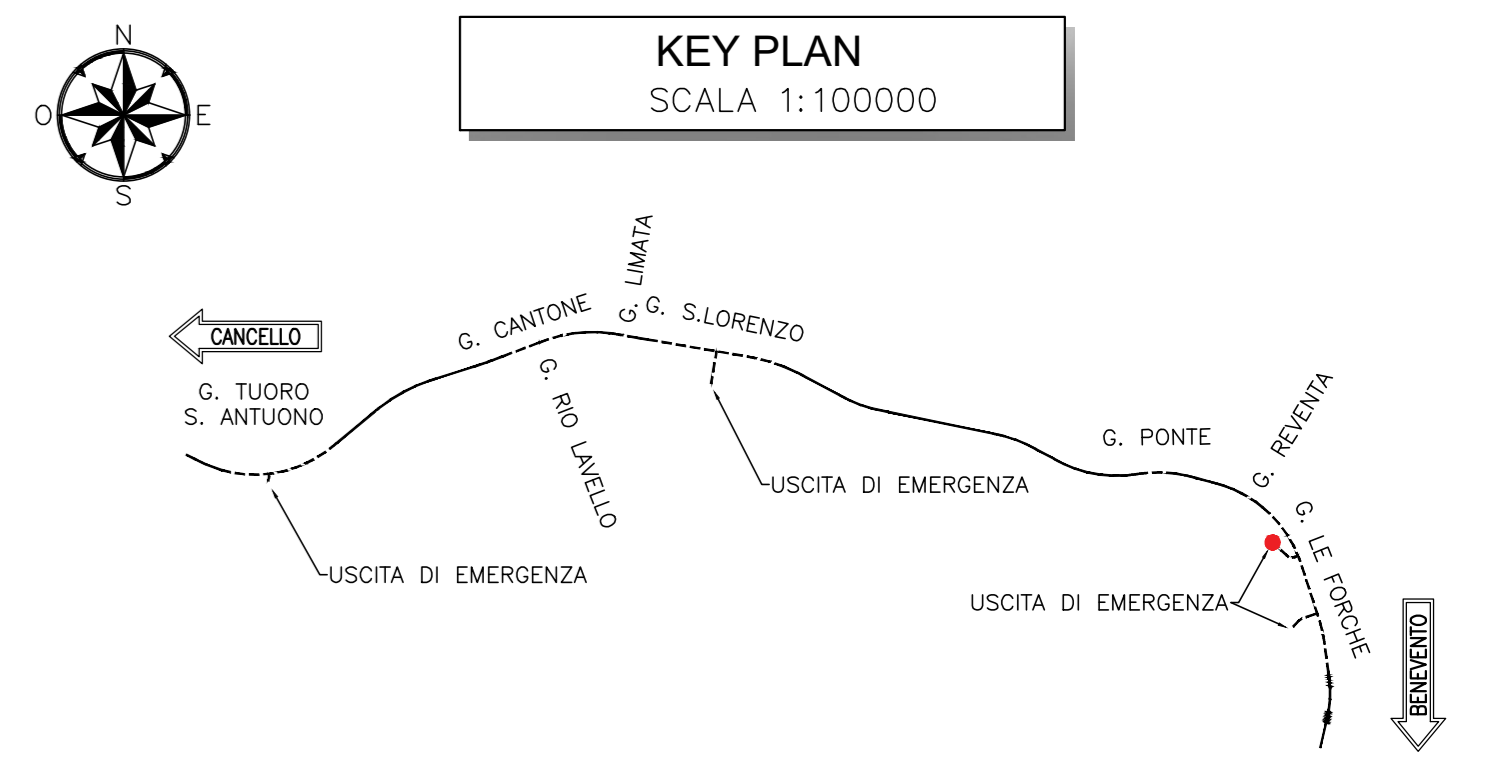 N
O
E
S
KEY PLAN
SCALA 1:100000
CANCELLO
G. TUORO
S. ANTUONO
G. CANTONE
G. LIMATA
G. S.LORENZO
G. RIO LAVELLO
USCITA DI EMERGENZA
USCITA DI EMERGENZA
G. PONTE
G. REVENTA
G. LE FORCHE
USCITA DI EMERGENZA
BENEVENTO